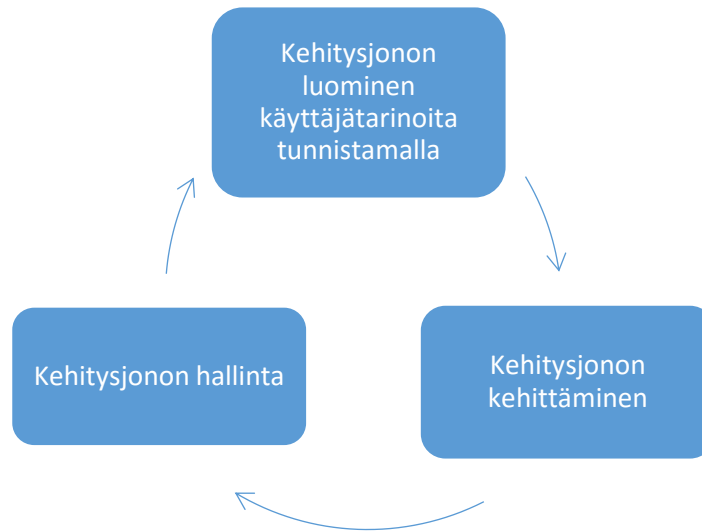 Kehitysjonon
luominen
käyttäjätarinoita
tunnistamalla
Kehitysjonon hallinta
Kehitysjonon
kehittäminen